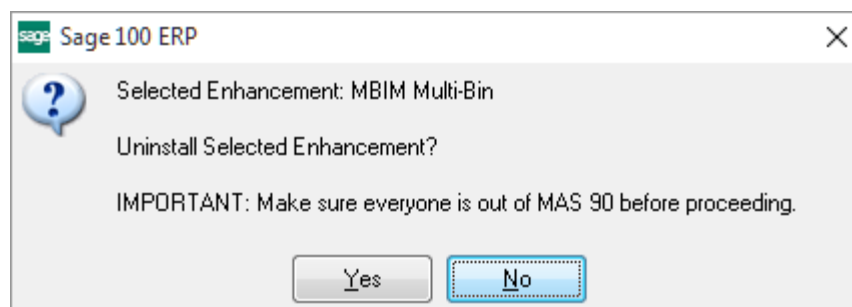 sage Sage 100 ERP
Selected Enhancement: MBIM Multi-Bin
Uninstall Selected Enhancement?
IMPORTANT: Make sure everyone is out of MAS 90 before proceeding.
Yes No